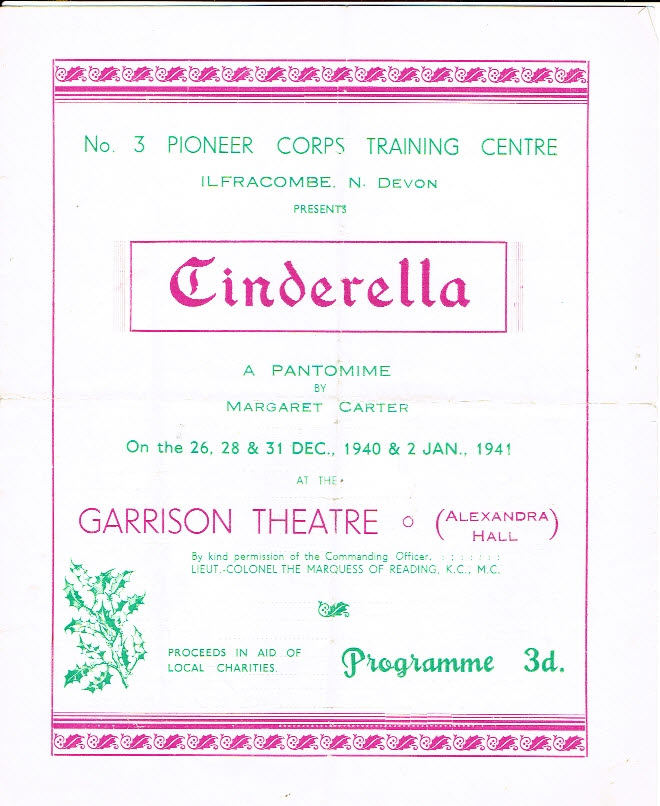 No. 3 PIONEER CORPS TRAINING CENTRE
ILFRACOMBE, N. DEVON
PRESENTS
Cinderella
A PANTOMIME
BY
MARGARET CARTER
On the 26, 28 & 31 DEC., 1940 & 2 JAN., 1941
AT THE
GARRISON THEATRE o (ALEXANDRA HALL)
By kind permission of the Commanding Officer, : : : : : : :
LIEUT.-COLONEL THE MARQUESS OF READING, K.C., M.C.
PROCEEDS IN AID OF
LOCAL CHARITIES.
Programme 3d.